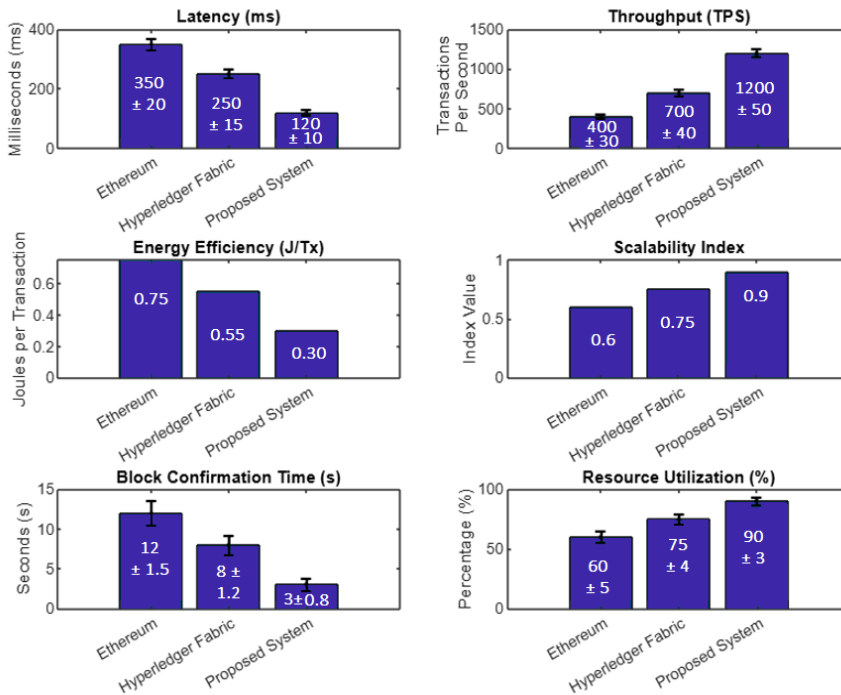 Latency (ms)
Milliseconds (ms)
400
200
0
350
± 20
250
± 15
120
± 10
Ethereum
Hyperledger Fabric
Proposed System
Throughput (TPS)
Transactions
Per Second
1500
1000
500
0
400
± 30
700
± 40
1200
± 50
Ethereum
Hyperledger Fabric
Proposed System
Energy Efficiency (J/Tx)
Joules per Transaction
0.6
0.4
0.2
0
0.75
0.55
0.30
Ethereum
Hyperledger Fabric
Proposed System
Scalability Index
Index Value
1
0.5
0
0.6
0.75
0.9
Ethereum
Hyperledger Fabric
Proposed System
Block Confirmation Time (s)
Seconds (s)
15
10
5
0
12
± 1.5
8 ±
1.2
3±0.8
Ethereum
Hyperledger Fabric
Proposed System
Resource Utilization (%)
Percentage (%)
100
50
0
60
± 5
75
± 4
90
± 3
Ethereum
Hyperledger Fabric
Proposed System